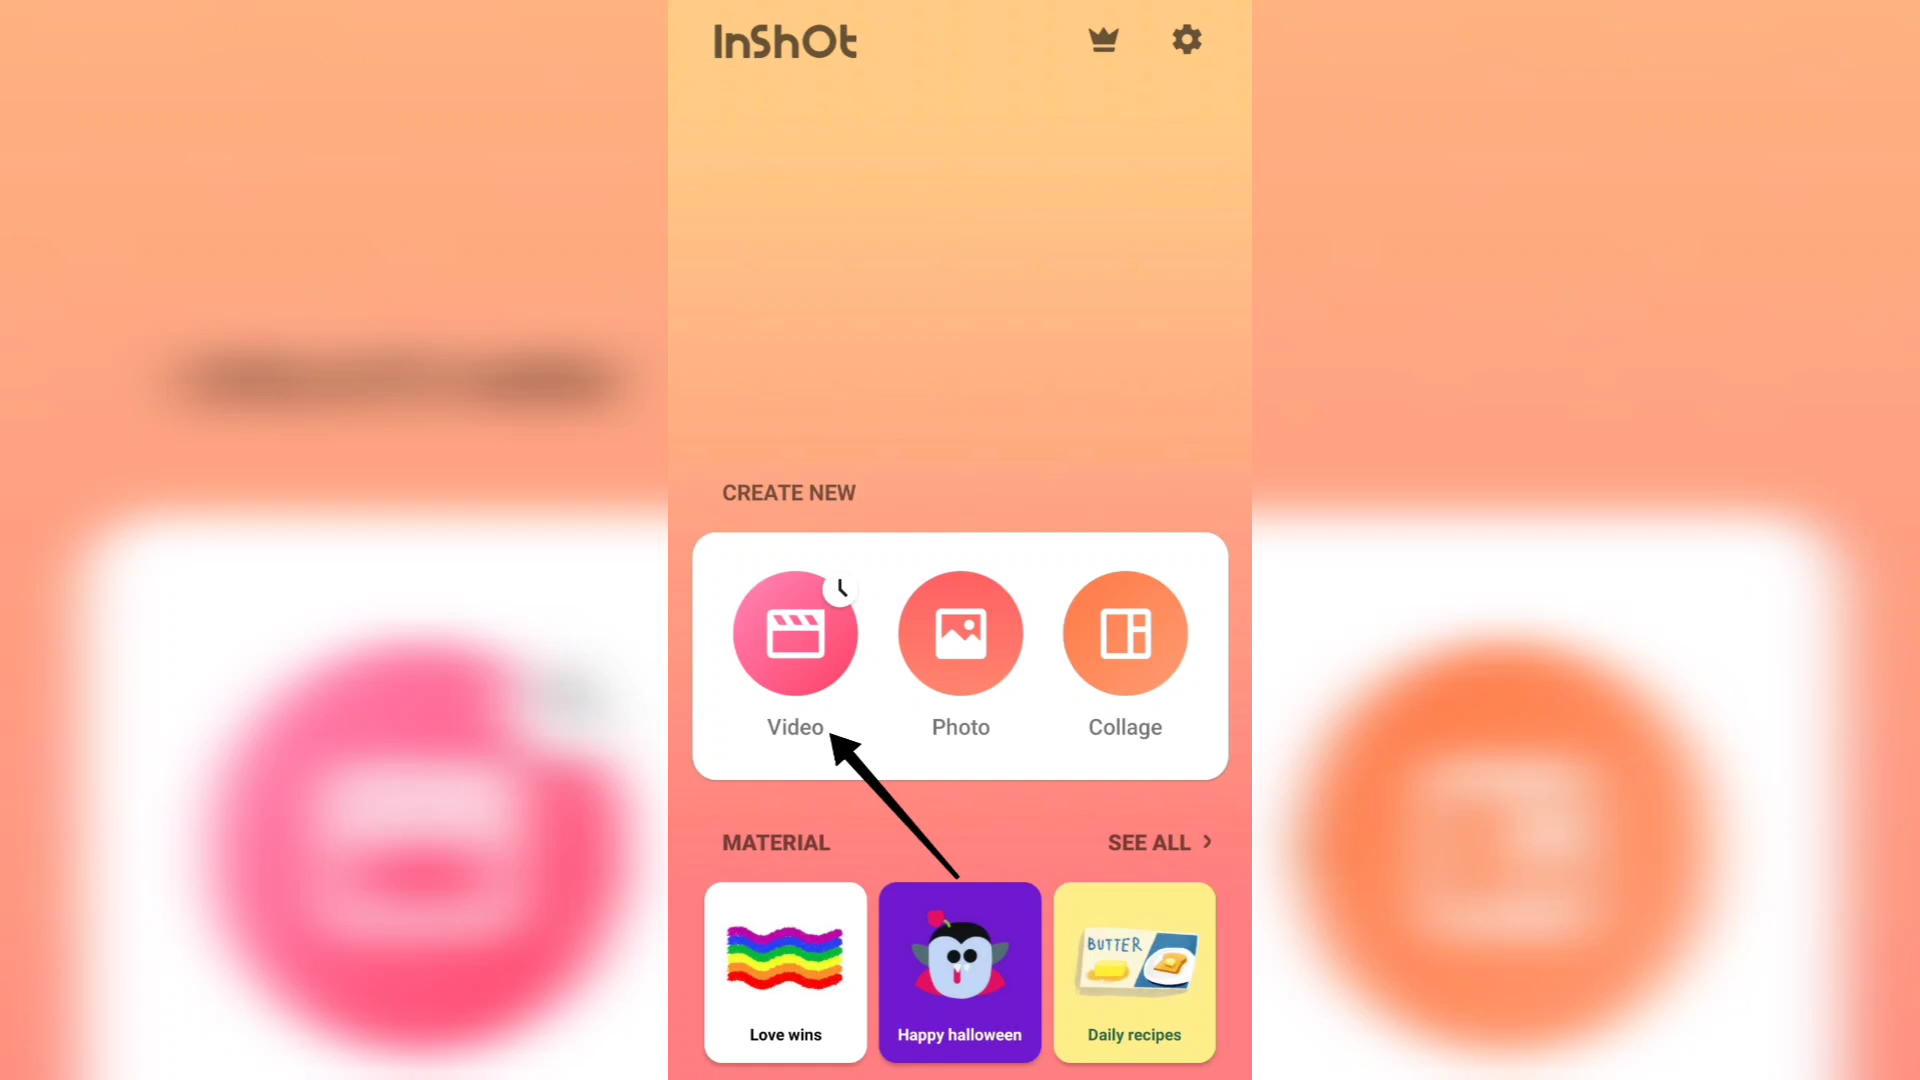 InShOt
CREATE NEW
Video
Photo
Collage
MATERIAL
SEE ALL
BUTTER
Love wins
Happy halloween
Daily recipes